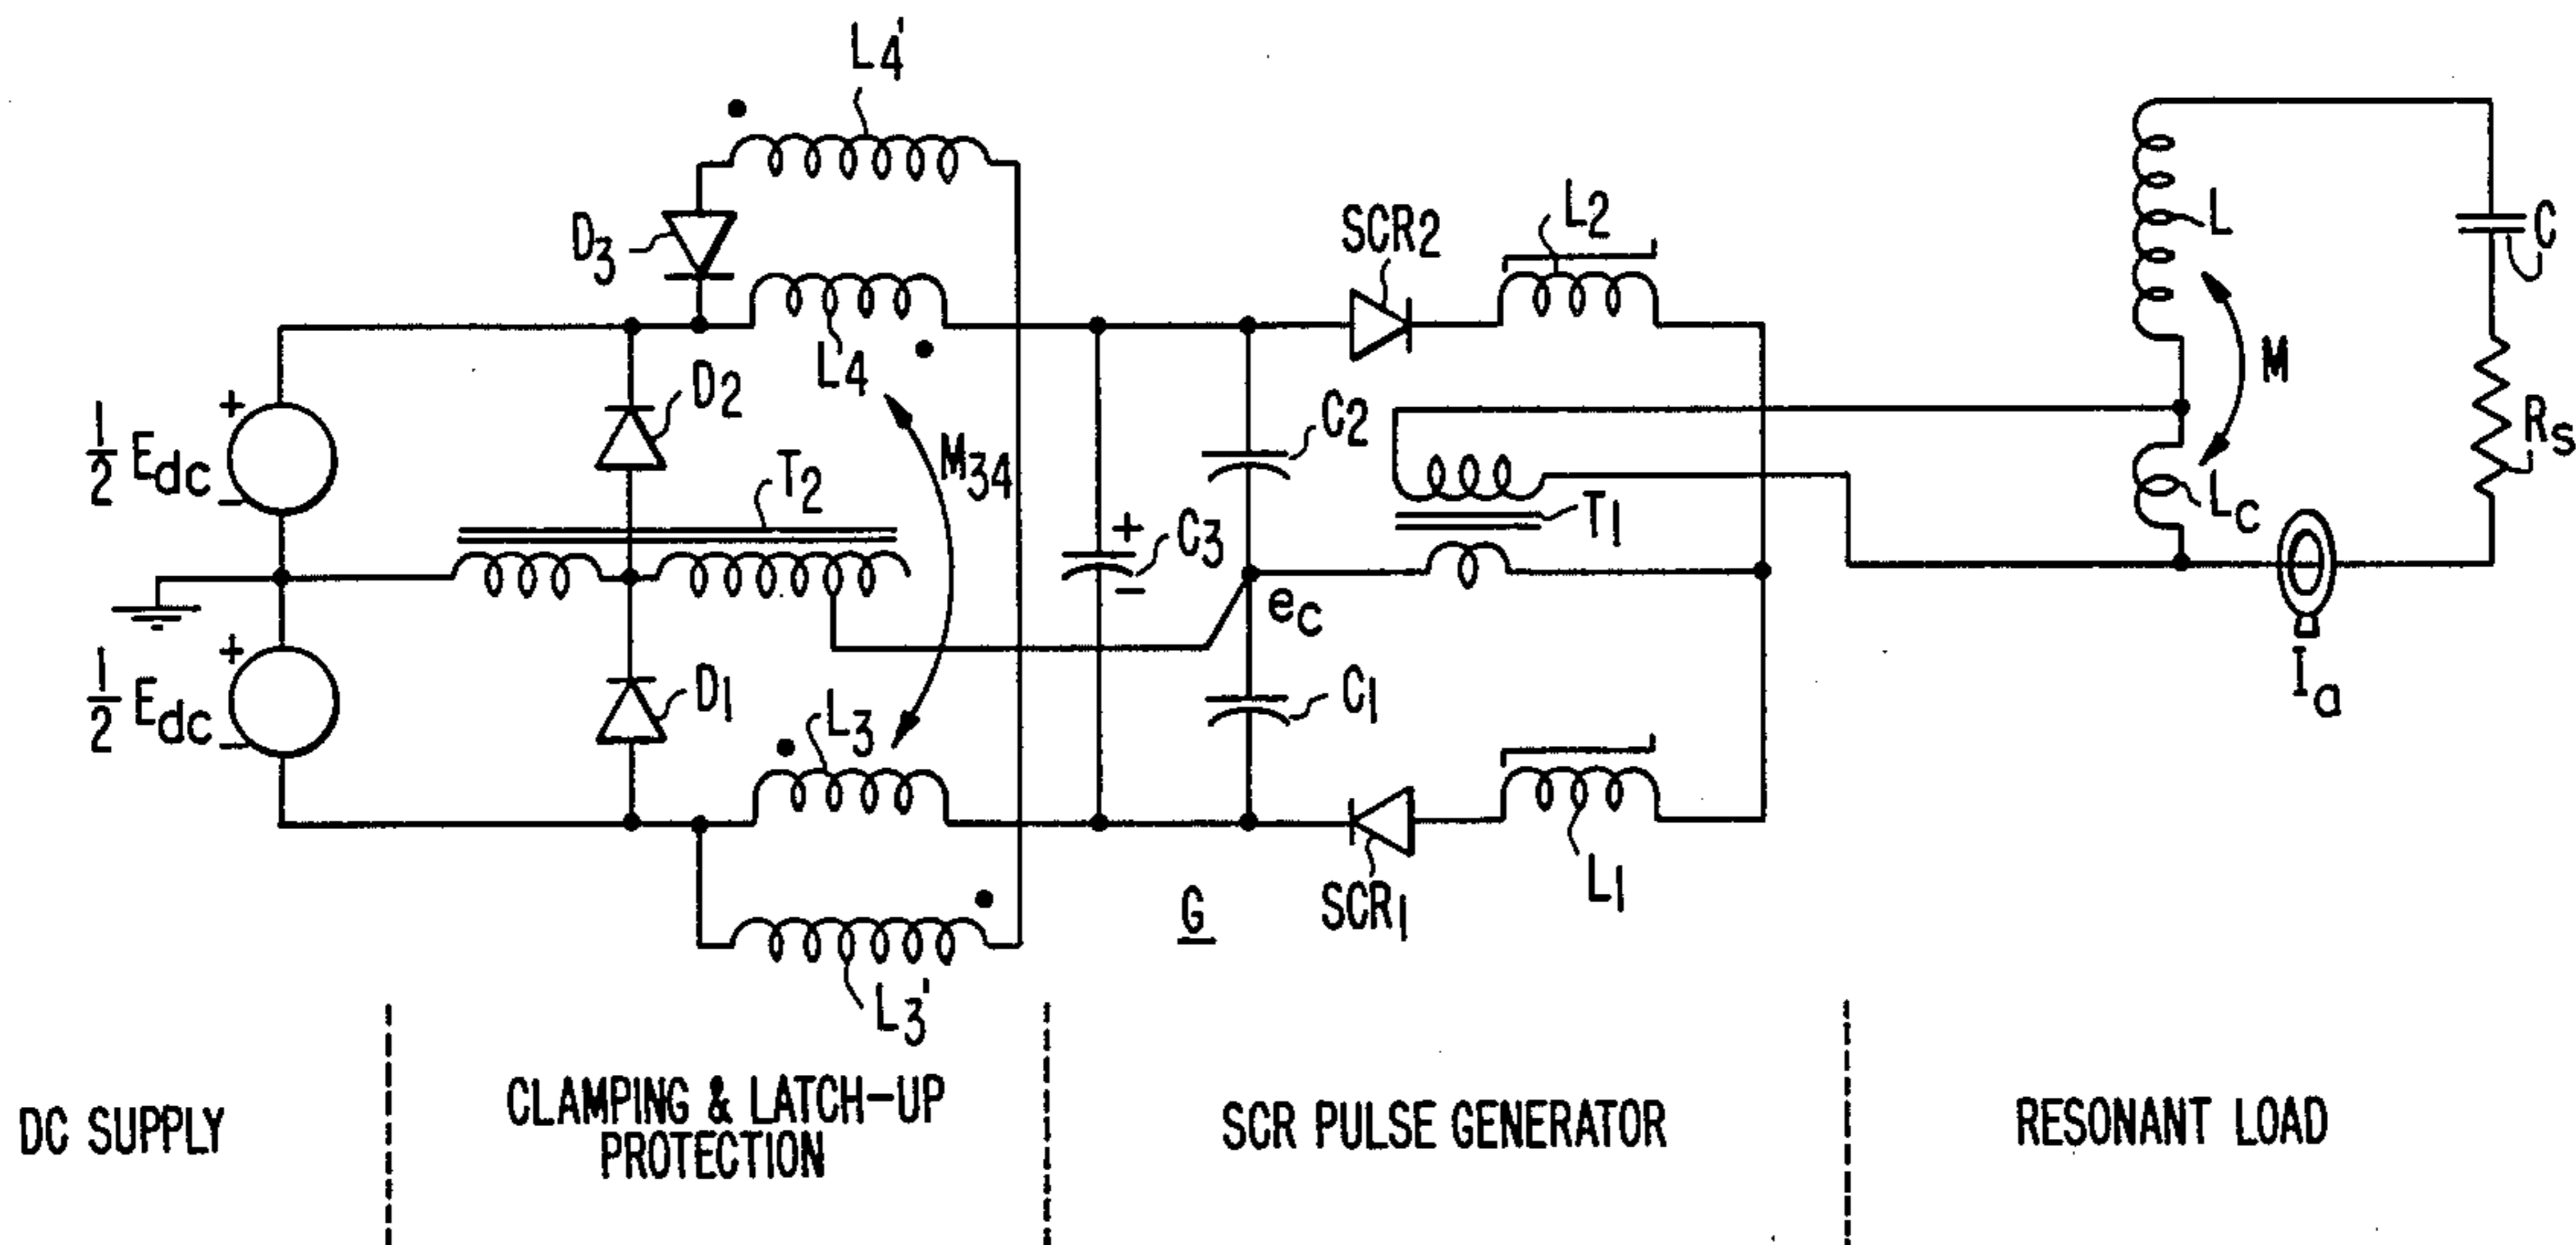 L4'
D3
L4
SCR2
L2
L
C
M
Rs
+
1/2 Edc
-
D2
T2
M34
+
C3
-
C2
T1
Lc
ec
Ia
+
1/2 Edc
-
D1
L3
C1
SCR1
L1
G
L3'
DC SUPPLY
CLAMPING & LATCH-UP
PROTECTION
SCR PULSE GENERATOR
RESONANT LOAD